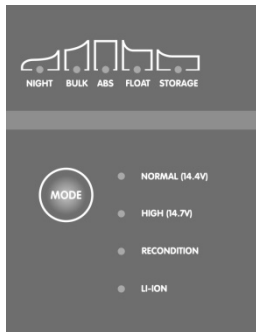 NIGHT BULK ABS FLOAT STORAGE
MODE
NORMAL (14.4V)
HIGH (14.7V)
RECONDITION
LI-ION